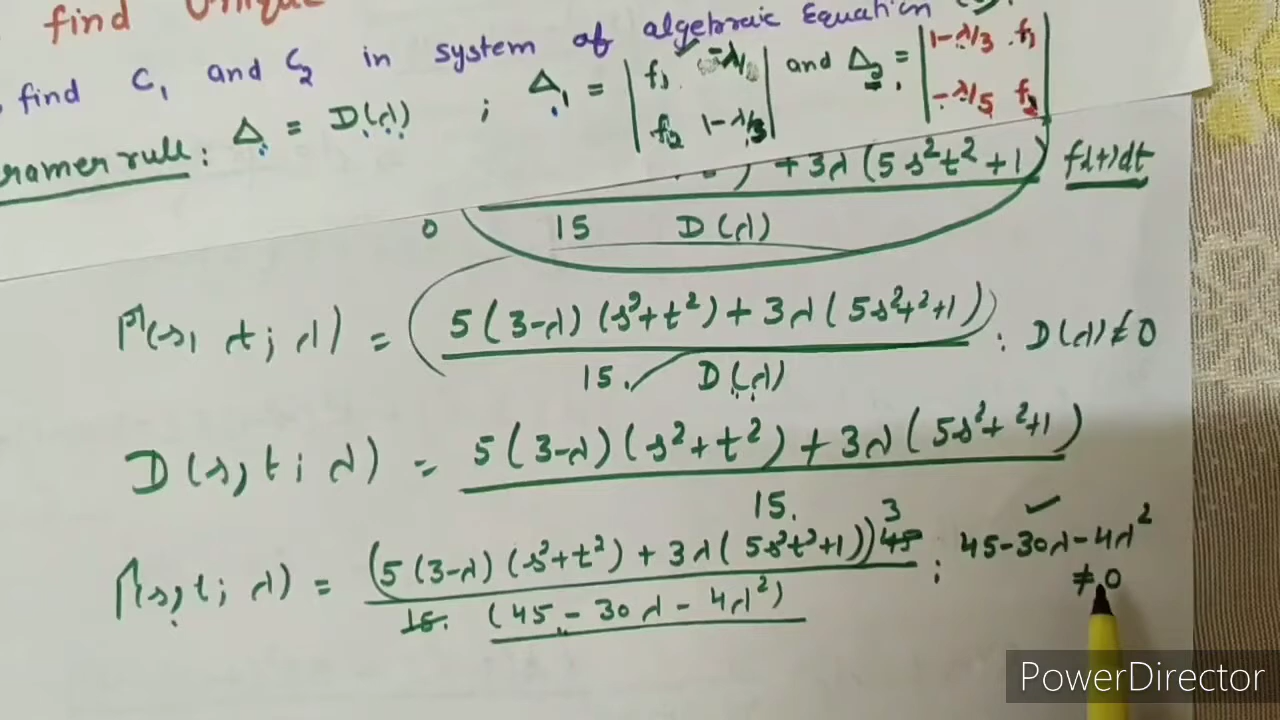 find Unique
find C₁ and C₂ in system of algebraic Equation
ramer rule : Δ = D(λ) ; Δ₁ = | f₁ -λ/ ; f₂ 1-λ/3 | and Δ₂ = | 1-λ/3 f₁ ; -λ/5 f₂ |
+ 3λ (5s²t²+1) f(t)dt
0 15 D(λ)
Γ(s, t; λ) = 5(3-λ)(s²+t²) + 3λ(5s²t²+1) / 15. D(λ) : D(λ)≠0
D(s, t; λ) = 5(3-λ)(s²+t²) + 3λ(5s²t²+1) / 15.
Γ(s, t; λ) = (5(3-λ)(s²+t²) + 3λ(5s²t²+1)) 45 3 / 15. (45-30λ-4λ²) ; 45-30λ-4λ² ≠ 0
PowerDirector